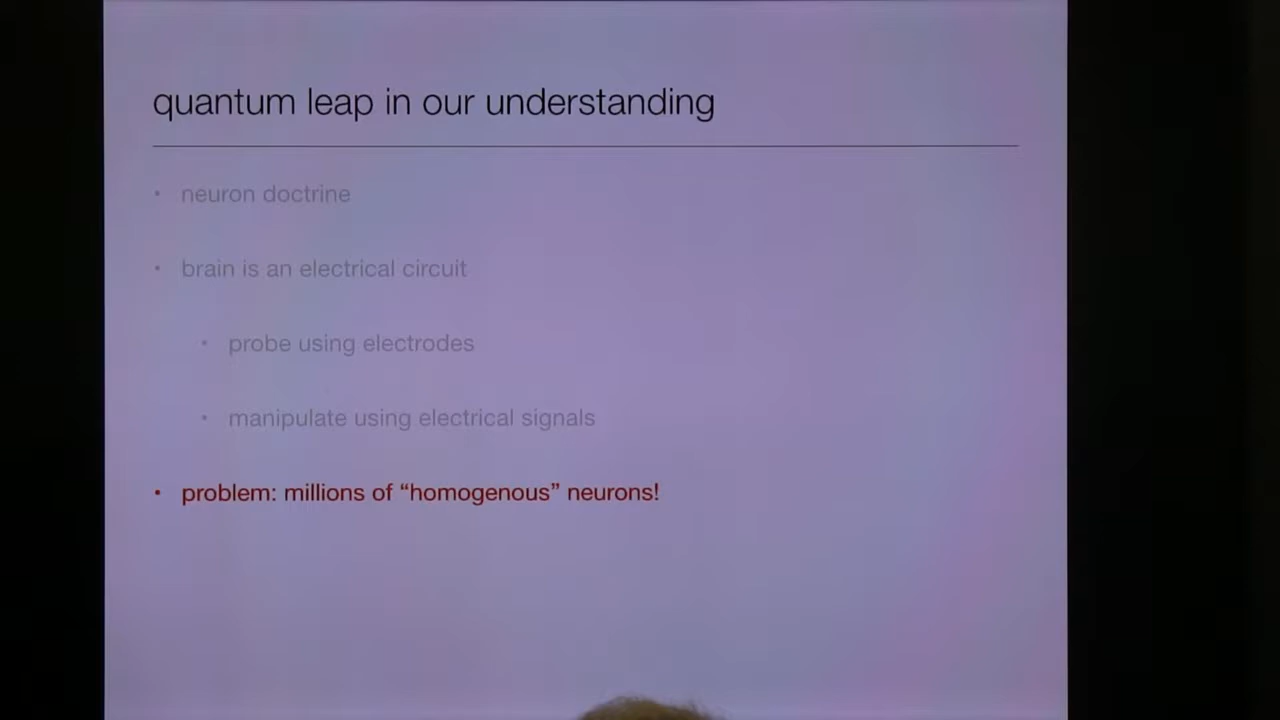 quantum leap in our understanding
• neuron doctrine
• brain is an electrical circuit
• probe using electrodes
• manipulate using electrical signals
• problem: millions of “homogenous” neurons!